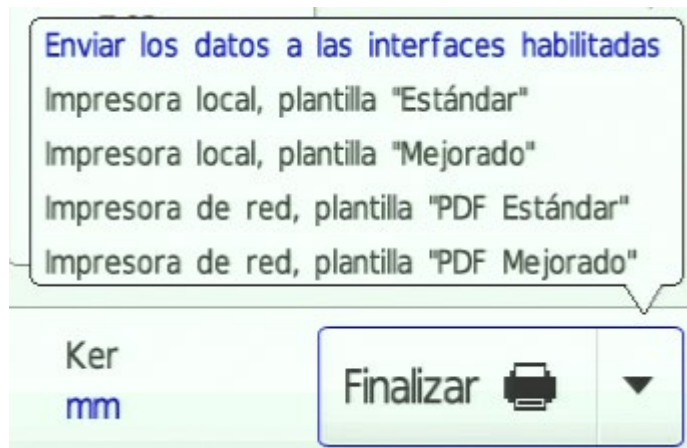 Enviar los datos a las interfaces habilitadas
Impresora local, plantilla "Estándar"
Impresora local, plantilla "Mejorado"
Impresora de red, plantilla "PDF Estándar"
Impresora de red, plantilla "PDF Mejorado"
Ker
mm
Finalizar